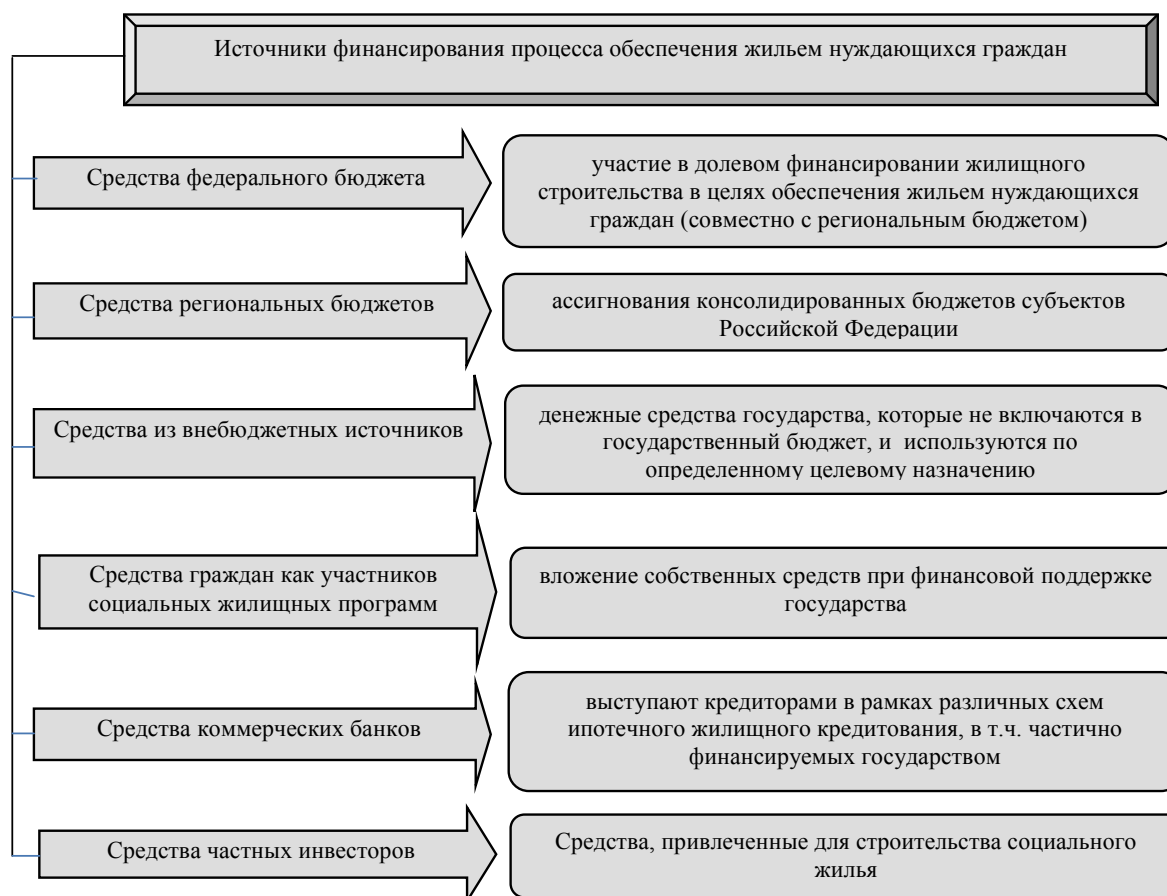 Источники финансирования процесса обеспечения жильем нуждающихся граждан
Средства федерального бюджета
участие в долевом финансировании жилищного
строительства в целях обеспечения жильем нуждающихся
граждан (совместно с региональным бюджетом)
Средства региональных бюджетов
ассигнования консолидированных бюджетов субъектов
Российской Федерации
Средства из внебюджетных источников
денежные средства государства, которые не включаются в
государственный бюджет, и используются по
определенному целевому назначению
Средства граждан как участников
социальных жилищных программ
вложение собственных средств при финансовой поддержке
государства
Средства коммерческих банков
выступают кредиторами в рамках различных схем
ипотечного жилищного кредитования, в т.ч. частично
финансируемых государством
Средства частных инвесторов
Средства, привлеченные для строительства социального
жилья